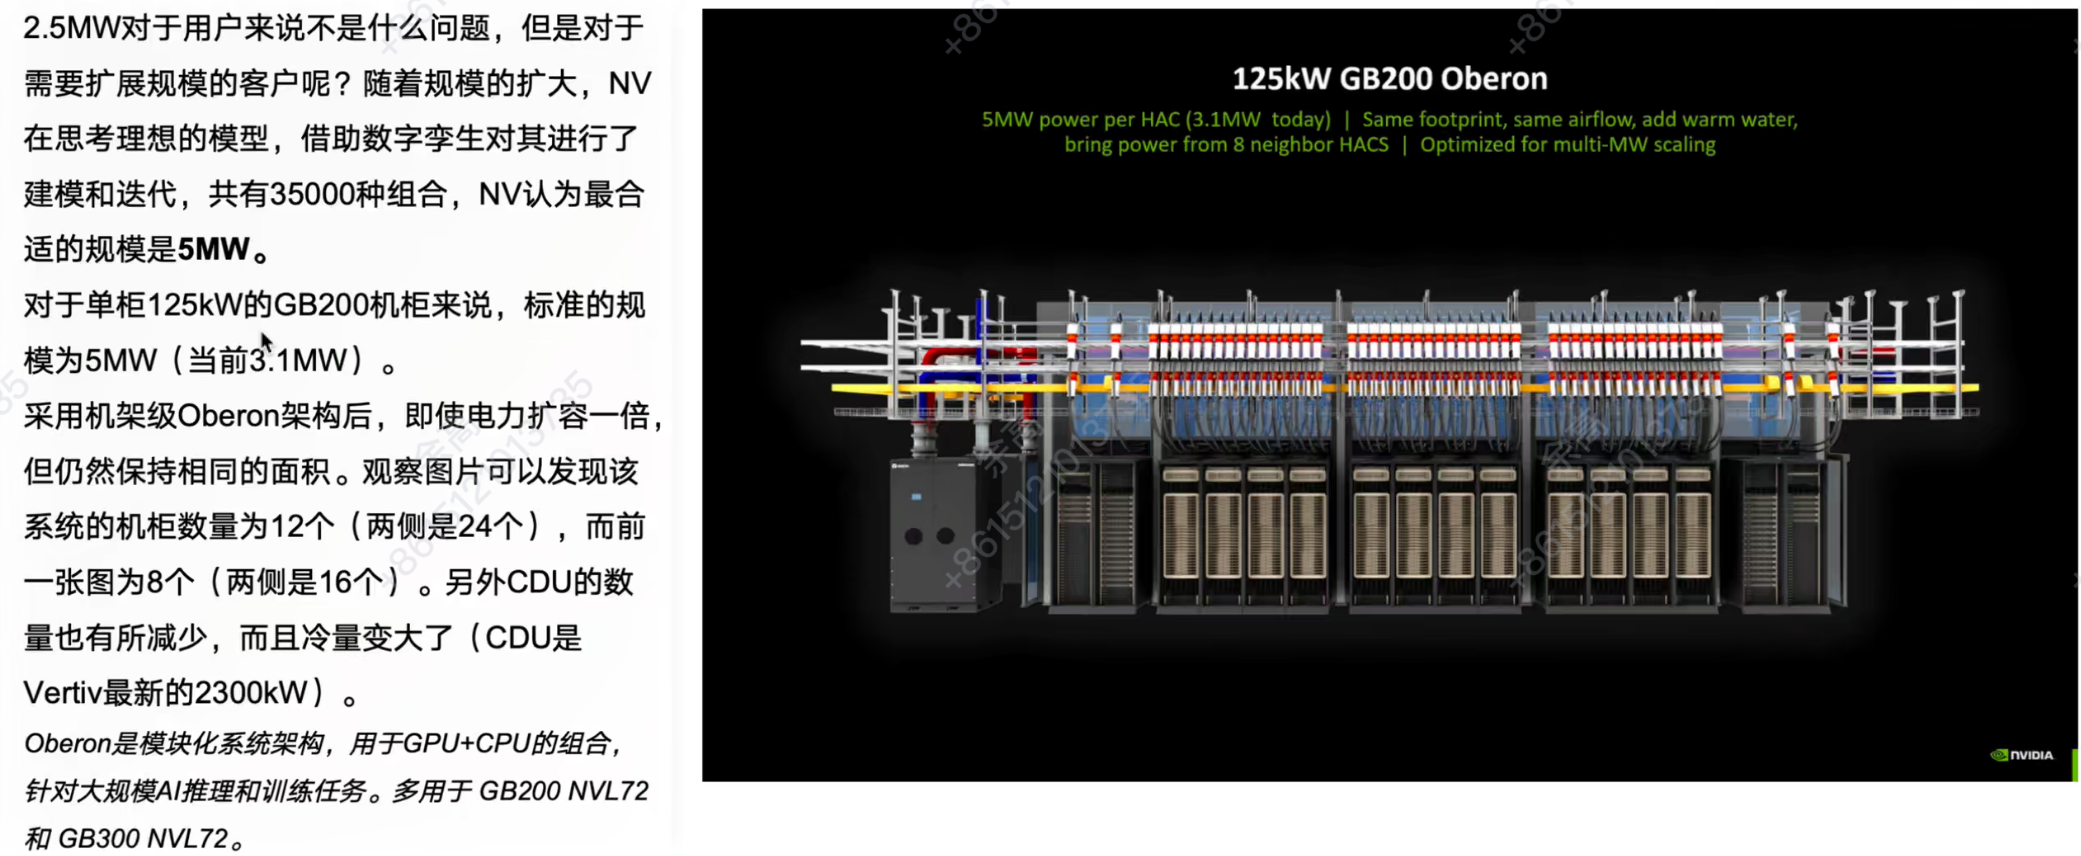 2.5MW对于用户来说不是什么问题，但是对于
需要扩展规模的客户呢？随着规模的扩大，NV
在思考理想的模型，借助数字孪生对其进行了
建模和迭代，共有35000种组合，NV认为最合
适的规模是5MW。
对于单柜125kW的GB200机柜来说，标准的规
模为5MW（当前3.1MW）。
采用机架级Oberon架构后，即使电力扩容一倍，
但仍然保持相同的面积。观察图片可以发现该
系统的机柜数量为12个（两侧是24个），而前
一张图为8个（两侧是16个）。另外CDU的数
量也有所减少，而且冷量变大了（CDU是
Vertiv最新的2300kW）。
Oberon是模块化系统架构，用于GPU+CPU的组合，
针对大规模AI推理和训练任务。多用于 GB200 NVL72
和 GB300 NVL72。
125kW GB200 Oberon
5MW power per HAC (3.1MW today) | Same footprint, same airflow, add warm water,
bring power from 8 neighbor HACS | Optimized for multi-MW scaling
NVIDIA